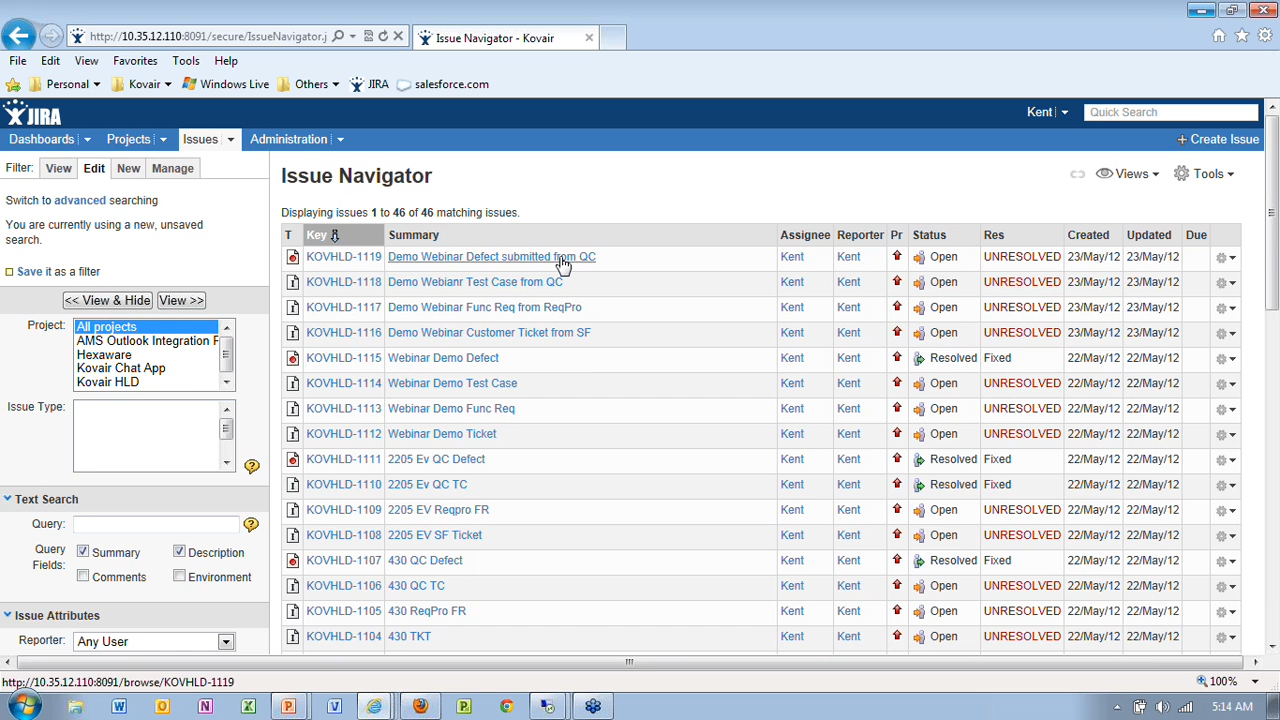 http://10.35.12.110:8091/secure/IssueNavigator.j
Issue Navigator - Kovair
File Edit View Favorites Tools Help
Personal Kovair Windows Live Others JIRA salesforce.com
JIRA
Kent Quick Search
Dashboards Projects Issues Administration + Create Issue
Filter: View Edit New Manage
Switch to advanced searching
You are currently using a new, unsaved
search.
Save it as a filter
<< View & Hide View >>
Project: All projects
AMS Outlook Integration F
Hexaware
Kovair Chat App
Kovair HLD
Issue Type:
Text Search
Query:
Query Fields: Summary Description
Comments Environment
Issue Attributes
Reporter: Any User
Issue Navigator
Views Tools
Displaying issues 1 to 46 of 46 matching issues.
T Key Summary Assignee Reporter Pr Status Res Created Updated Due
KOVHLD-1119 Demo Webinar Defect submitted from QC Kent Kent Open UNRESOLVED 23/May/12 23/May/12
KOVHLD-1118 Demo Webianr Test Case from QC Kent Kent Open UNRESOLVED 23/May/12 23/May/12
KOVHLD-1117 Demo Webinar Func Req from ReqPro Kent Kent Open UNRESOLVED 23/May/12 23/May/12
KOVHLD-1116 Demo Webinar Customer Ticket from SF Kent Kent Open UNRESOLVED 23/May/12 23/May/12
KOVHLD-1115 Webinar Demo Defect Kent Kent Resolved Fixed 22/May/12 22/May/12
KOVHLD-1114 Webinar Demo Test Case Kent Kent Open UNRESOLVED 22/May/12 22/May/12
KOVHLD-1113 Webinar Demo Func Req Kent Kent Open UNRESOLVED 22/May/12 22/May/12
KOVHLD-1112 Webinar Demo Ticket Kent Kent Open UNRESOLVED 22/May/12 22/May/12
KOVHLD-1111 2205 Ev QC Defect Kent Kent Resolved Fixed 22/May/12 22/May/12
KOVHLD-1110 2205 Ev QC TC Kent Kent Resolved Fixed 22/May/12 22/May/12
KOVHLD-1109 2205 EV Reqpro FR Kent Kent Open UNRESOLVED 22/May/12 22/May/12
KOVHLD-1108 2205 EV SF Ticket Kent Kent Open UNRESOLVED 22/May/12 22/May/12
KOVHLD-1107 430 QC Defect Kent Kent Resolved Fixed 22/May/12 22/May/12
KOVHLD-1106 430 QC TC Kent Kent Open UNRESOLVED 22/May/12 22/May/12
KOVHLD-1105 430 ReqPro FR Kent Kent Open UNRESOLVED 22/May/12 22/May/12
KOVHLD-1104 430 TKT Kent Kent Open UNRESOLVED 22/May/12 22/May/12
http://10.35.12.110:8091/browse/KOVHLD-1119
100%
5:14 AM